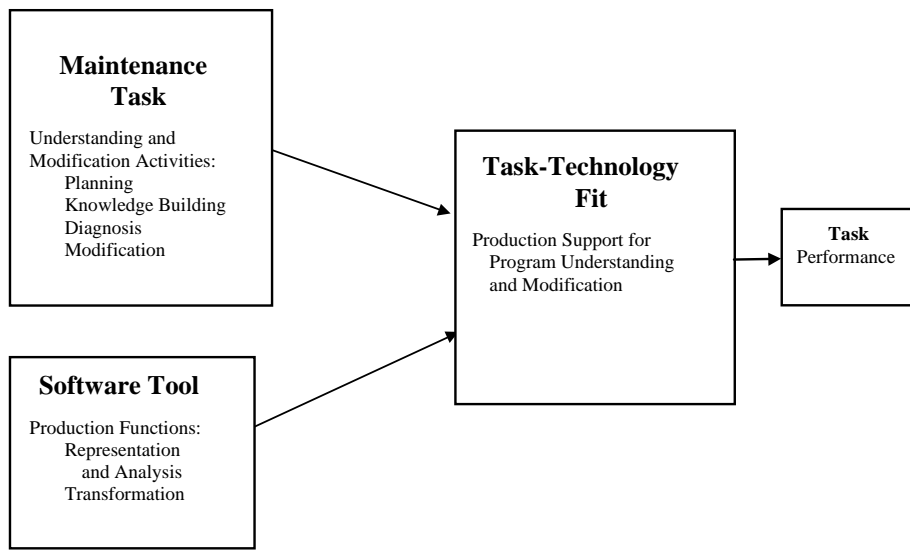 Maintenance
Task
Understanding and
Modification Activities:
Planning
Knowledge Building
Diagnosis
Modification
Software Tool
Production Functions:
Representation
and Analysis
Transformation
Task-Technology
Fit
Production Support for
Program Understanding
and Modification
Task
Performance